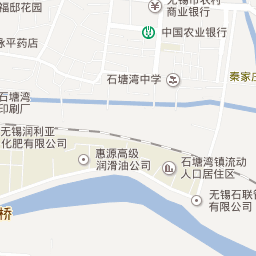 福邸花园
无锡市农村
商业银行
永平药店
中国农业银行
石塘湾中学
秦家庄
石塘湾
印刷厂
无锡润利亚
化肥有限公司
惠源高级
润滑油公司
石塘湾镇流动
人口居住区
无锡石联
有限公司
桥